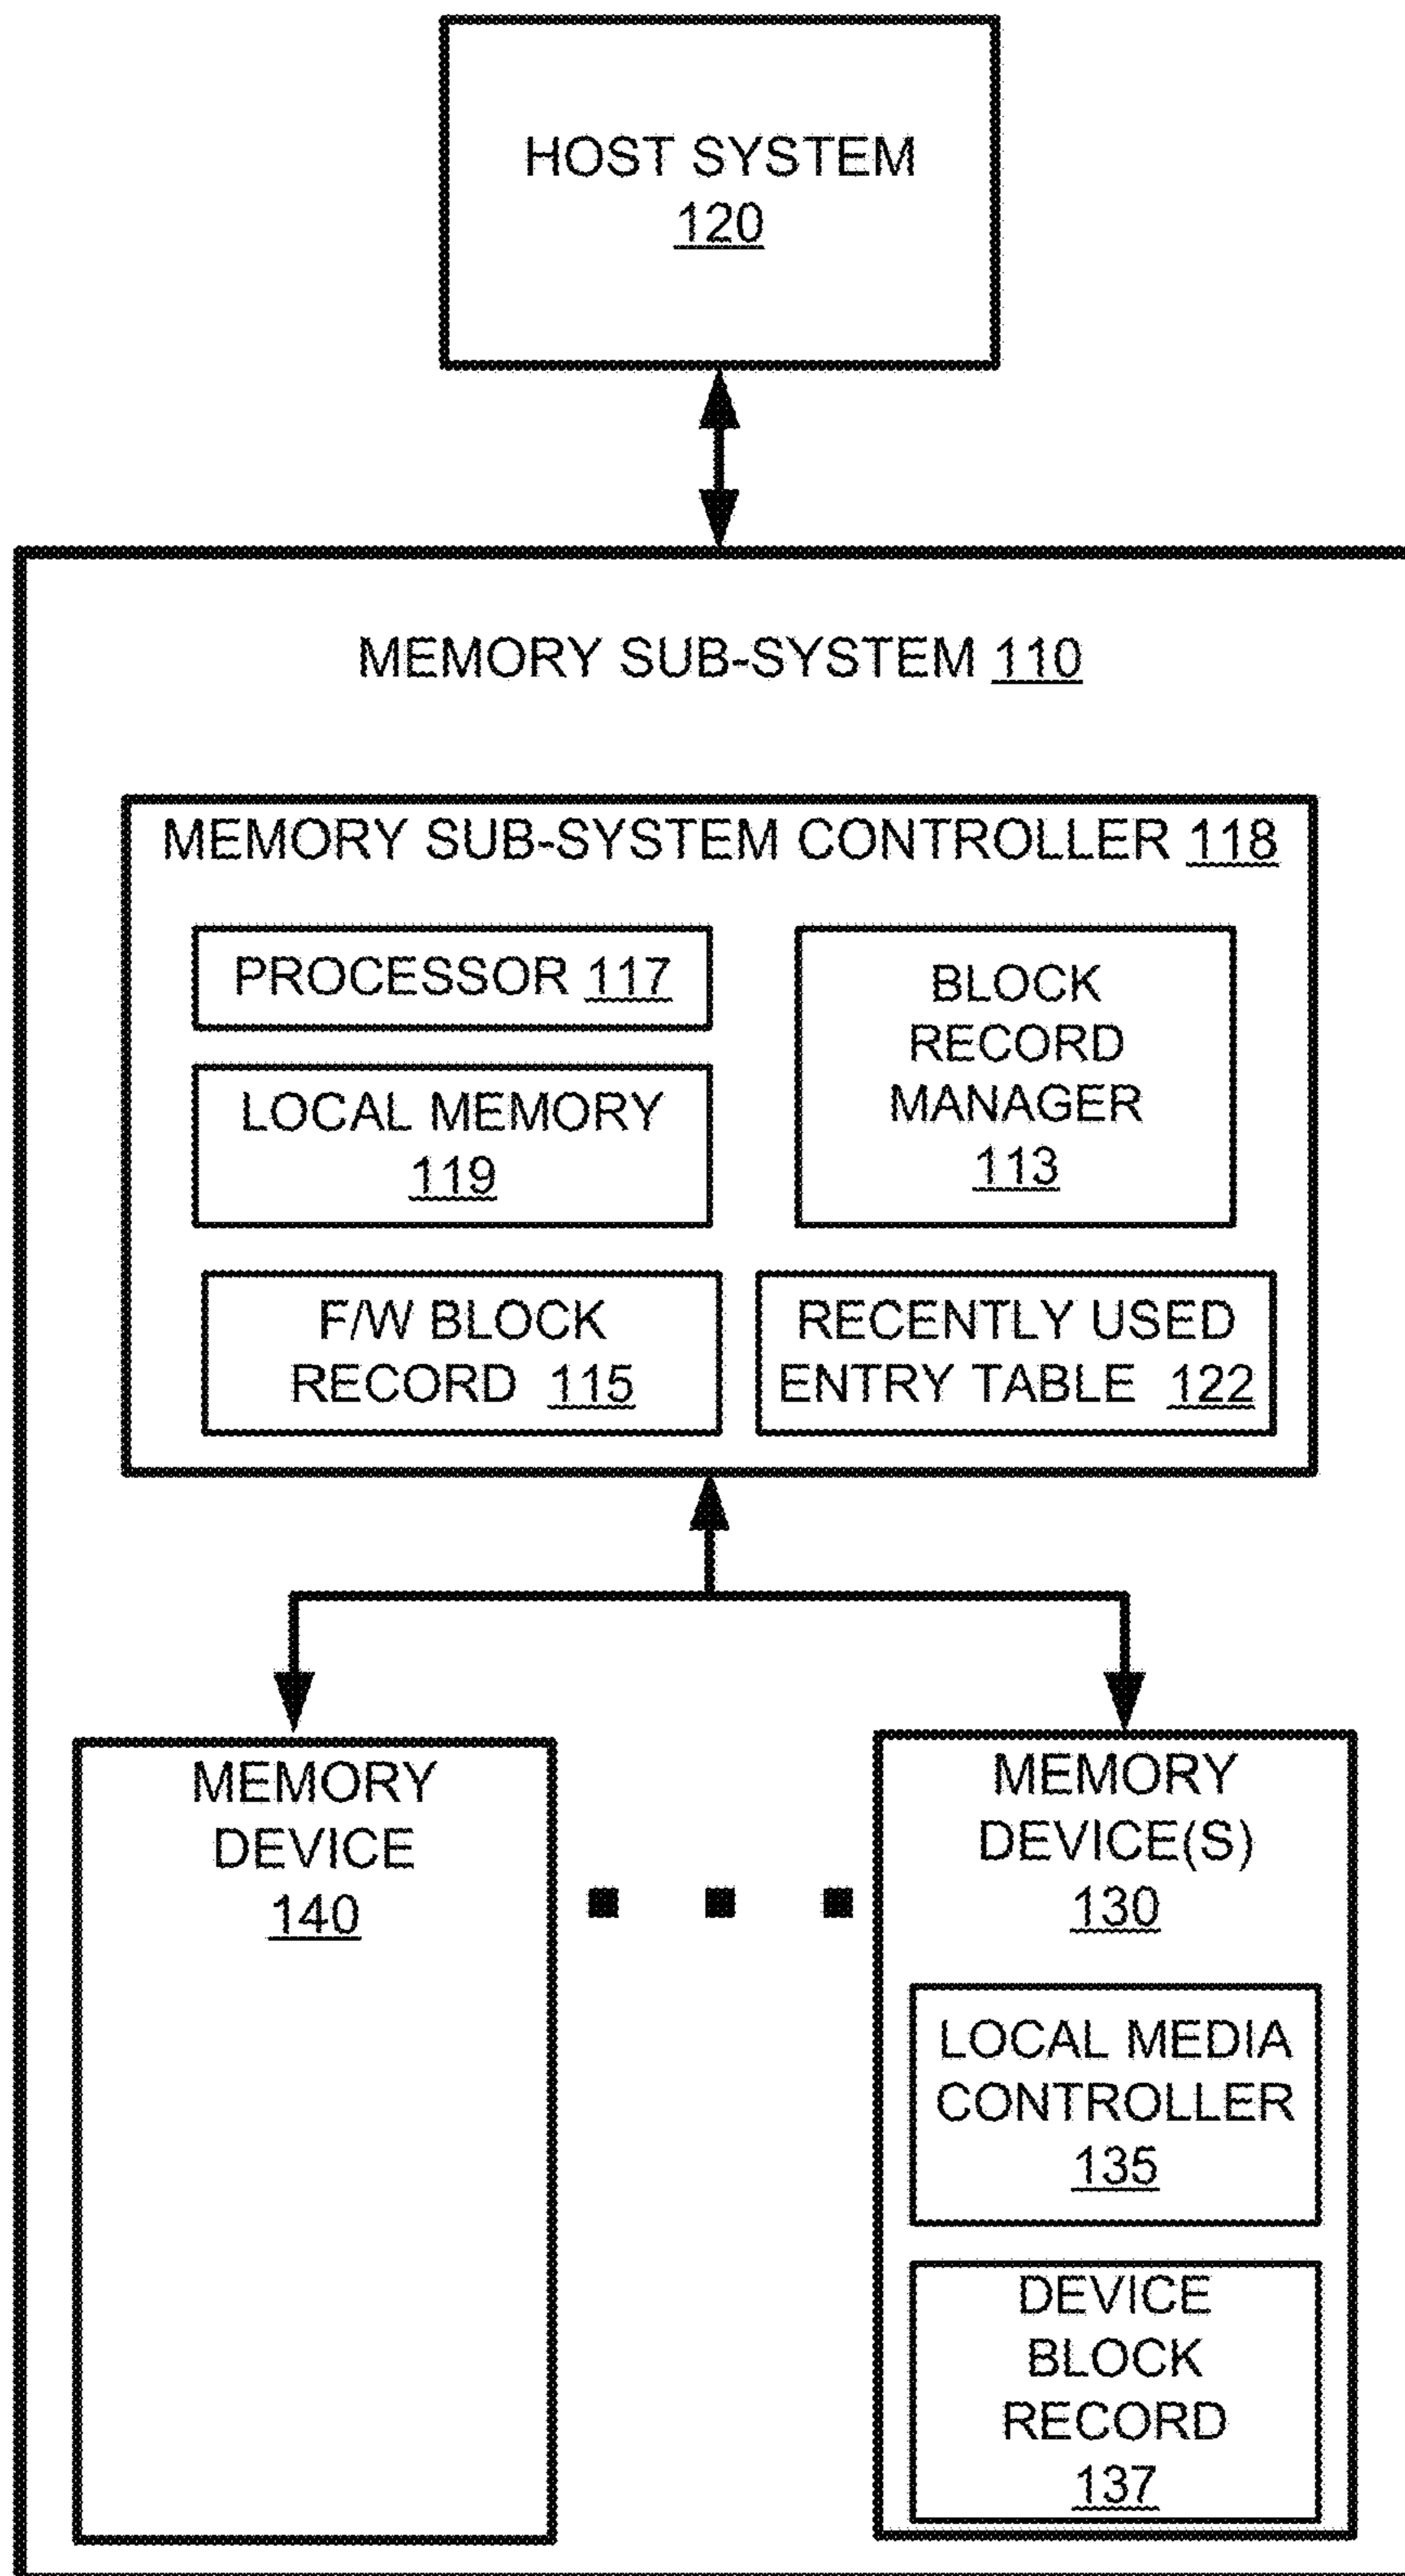 HOST SYSTEM
120
MEMORY SUB-SYSTEM 110
MEMORY SUB-SYSTEM CONTROLLER 118
PROCESSOR 117
LOCAL MEMORY
119
BLOCK
RECORD
MANAGER
113
F/W BLOCK
RECORD 115
RECENTLY USED
ENTRY TABLE 122
MEMORY
DEVICE
140
MEMORY
DEVICE(S)
130
LOCAL MEDIA
CONTROLLER
135
DEVICE
BLOCK
RECORD
137